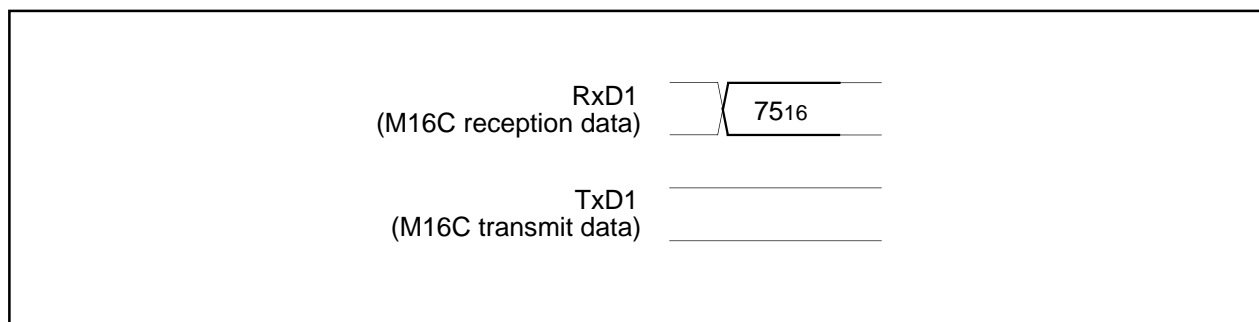 RxD1
(M16C reception data)
7516
TxD1
(M16C transmit data)